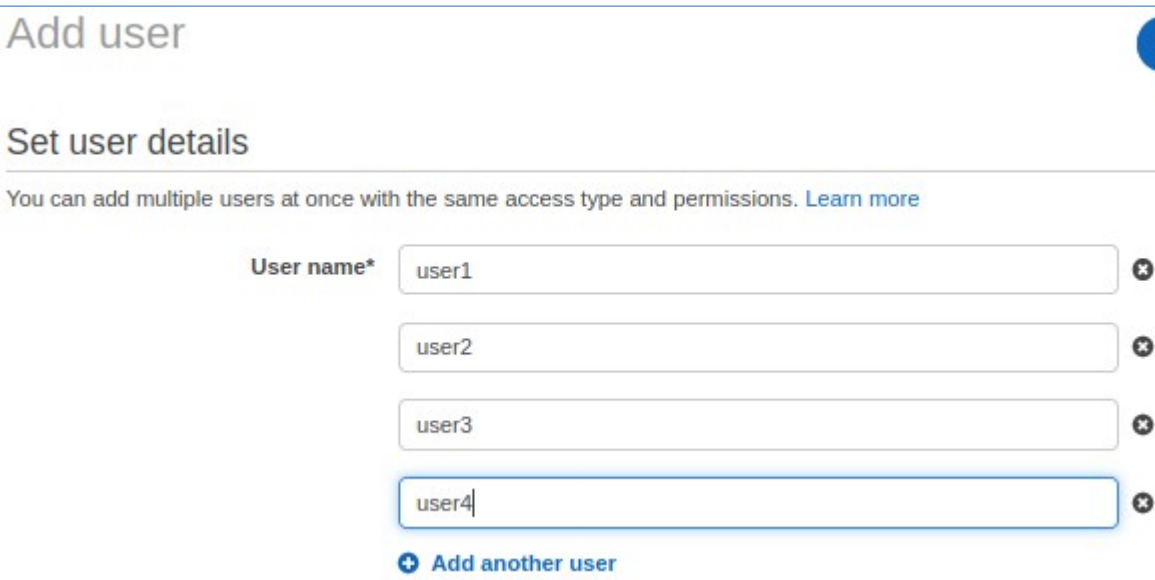 Add user
Set user details
You can add multiple users at once with the same access type and permissions. Learn more
User name* user1
user2
user3
user4
Add another user